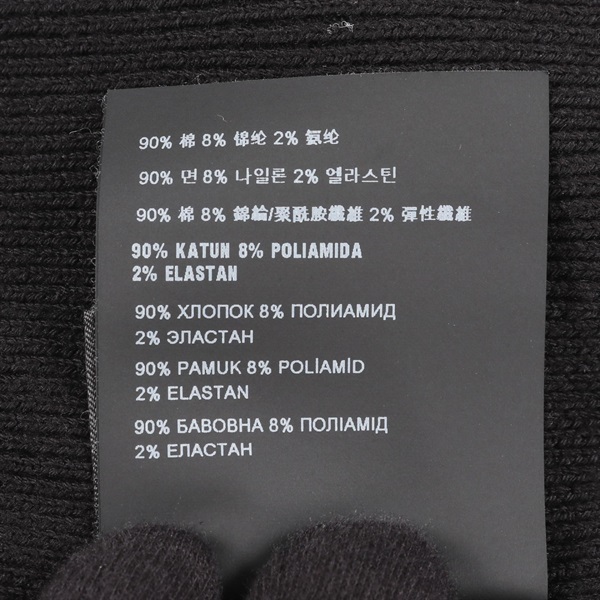 90% 棉 8% 锦纶 2% 氨纶
90% 면 8% 나일론 2% 엘라스틴
90% 棉 8% 錦綸/聚酰胺纖維 2% 彈性纖維
90% KATUN 8% POLIAMIDA
2% ELASTAN
90% ХЛОПОК 8% ПОЛИАМИД
2% ЭЛАСТАН
90% PAMUK 8% POLİAMİD
2% ELASTAN
90% БАВОВНА 8% ПОЛІАМІД
2% ЕЛАСТАН